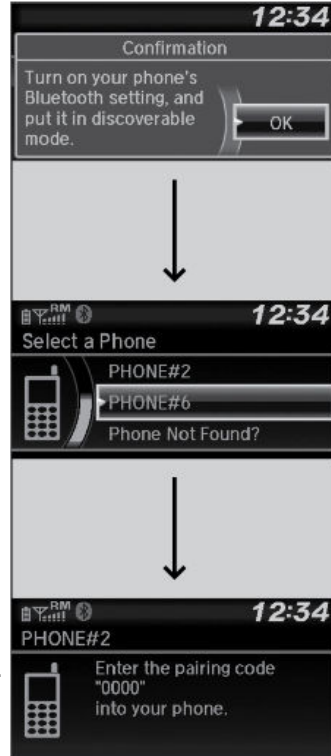 12:34
Confirmation
Turn on your phone's
Bluetooth setting, and
put it in discoverable
mode.
OK
RM
12:34
Select a Phone
PHONE#2
PHONE#6
Phone Not Found?
RM
12:34
PHONE#2
Enter the pairing code
"0000"
into your phone.